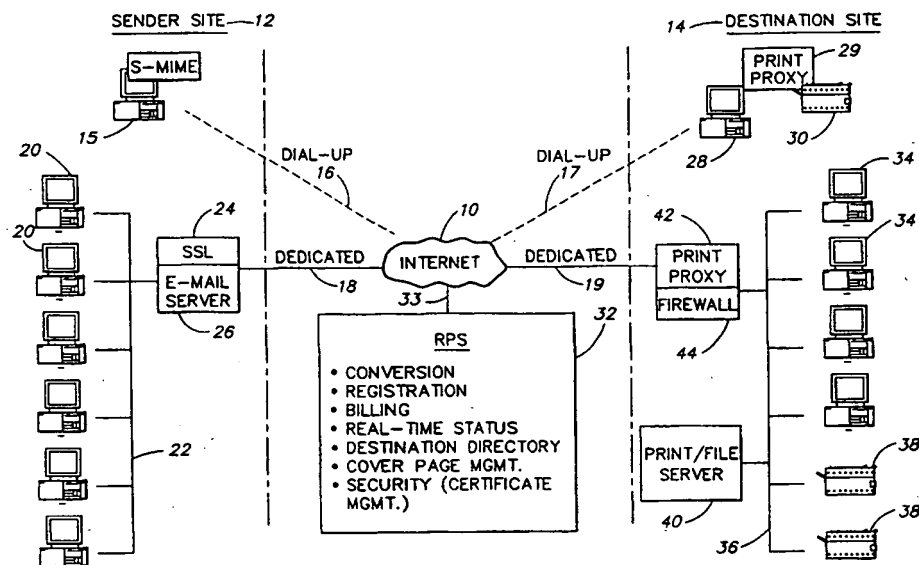 SENDER SITE 12
14 DESTINATION SITE
S-MIME
15
PRINT
PROXY
29
30
28
DIAL-UP
16
DIAL-UP
17
20
20
24
SSL
E-MAIL
SERVER
26
22
DEDICATED
18
10
INTERNET
33
DEDICATED
19
42
PRINT
PROXY
FIREWALL
44
34
34
32
RPS
• CONVERSION
• REGISTRATION
• BILLING
• REAL-TIME STATUS
• DESTINATION DIRECTORY
• COVER PAGE MGMT.
• SECURITY (CERTIFICATE
MGMT.)
PRINT/FILE
SERVER
40
36
38
38